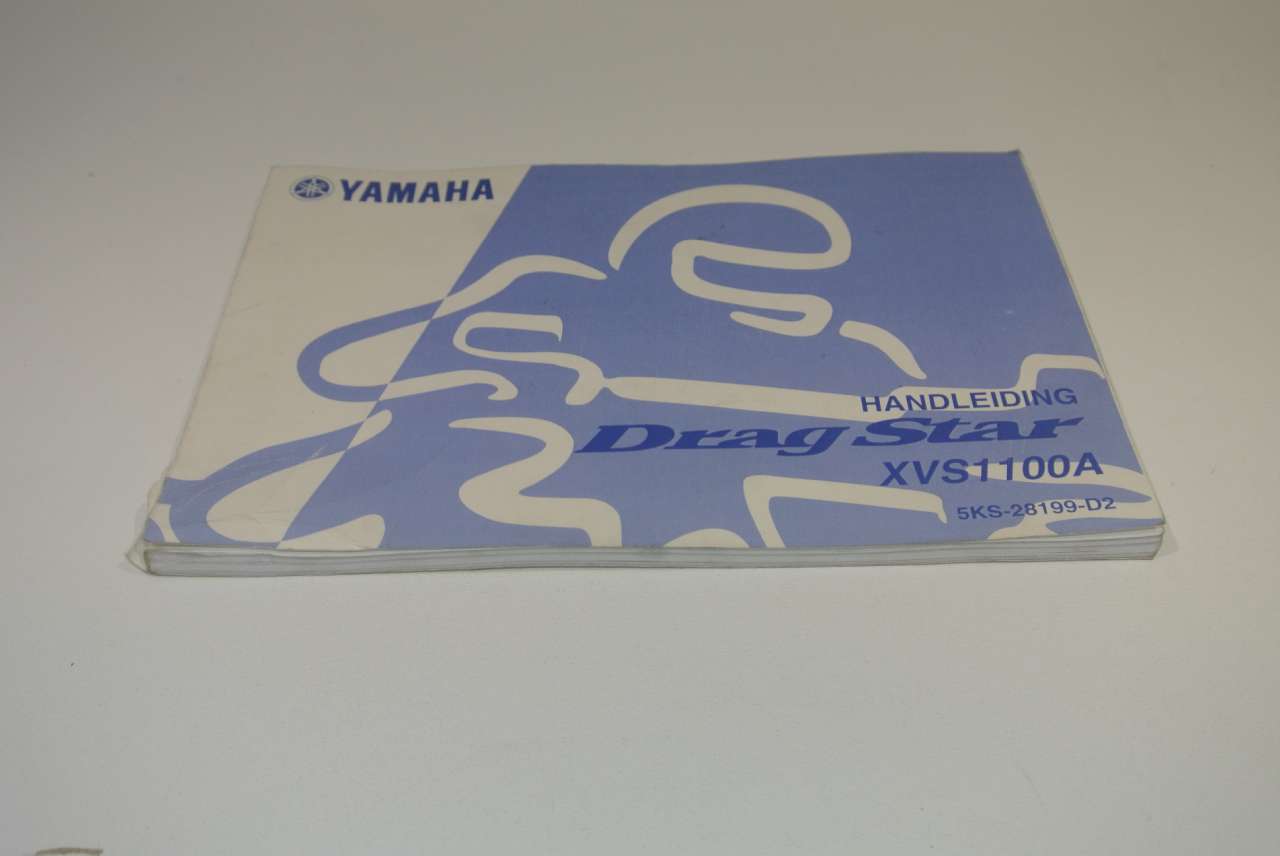 YAMAHA
HANDLEIDING
Drag Star
XVS1100A
5KS-28199-D2